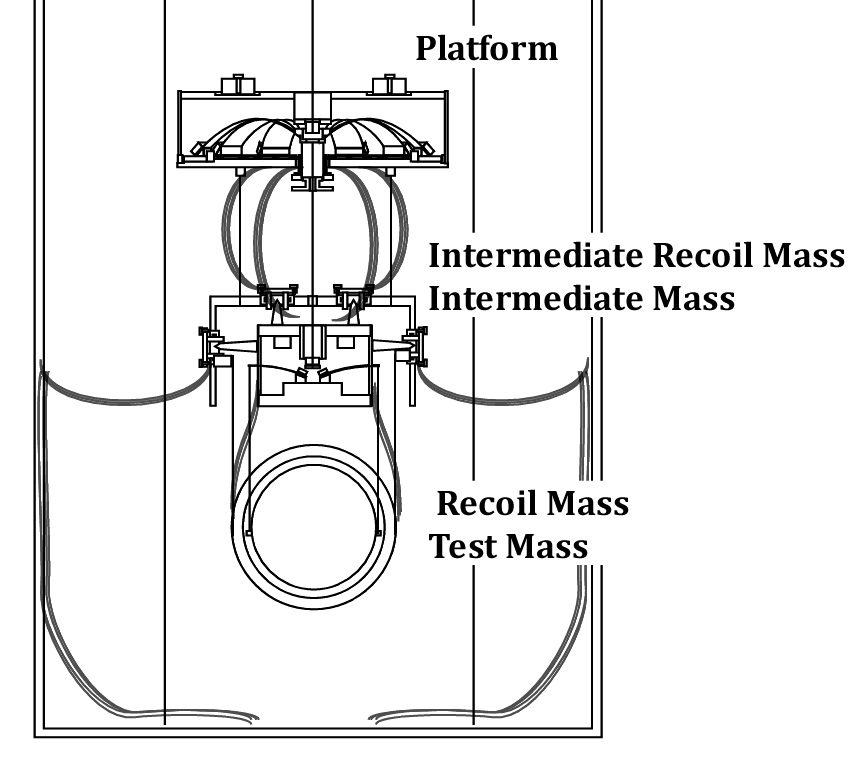 Platform
Intermediate Recoil Mass
Intermediate Mass
Recoil Mass
Test Mass